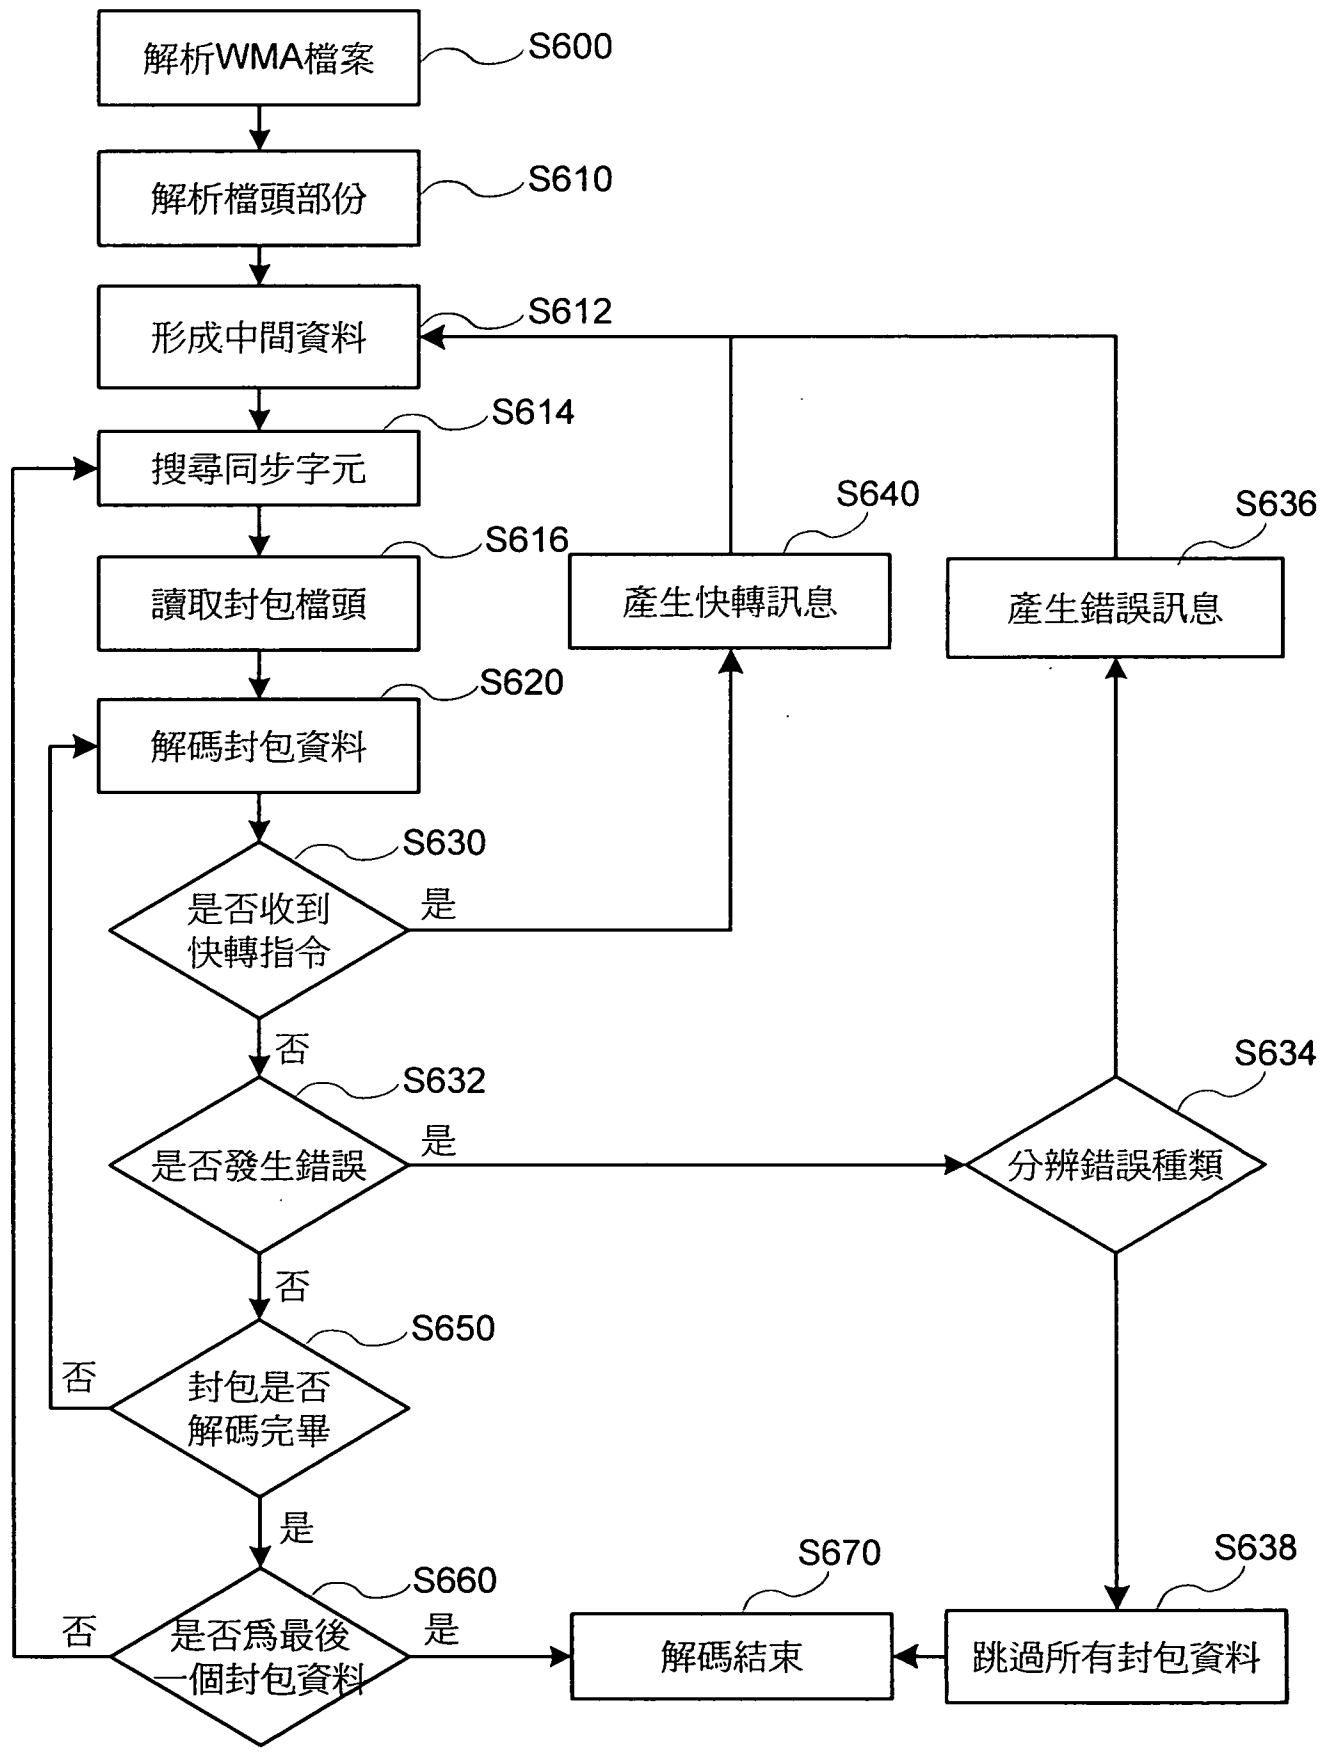 解析WMA檔案
S600
解析檔頭部份
S610
形成中間資料
S612
S614
搜尋同步字元
S616
讀取封包檔頭
S640
產生快轉訊息
S636
產生錯誤訊息
S620
解碼封包資料
S630
是否收到
快轉指令
是
否
S632
是否發生錯誤
是
S634
分辨錯誤種類
否
S650
封包是否
解碼完畢
否
是
S660
是否為最後
一個封包資料
否
是
S670
解碼結束
S638
跳過所有封包資料